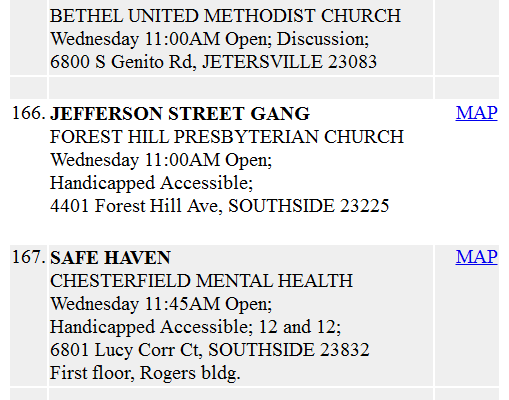 BETHEL UNITED METHODIST CHURCH
Wednesday 11:00AM Open; Discussion;
6800 S Genito Rd, JETERSVILLE 23083
166. JEFFERSON STREET GANG MAP
FOREST HILL PRESBYTERIAN CHURCH
Wednesday 11:00AM Open;
Handicapped Accessible;
4401 Forest Hill Ave, SOUTHSIDE 23225
167. SAFE HAVEN MAP
CHESTERFIELD MENTAL HEALTH
Wednesday 11:45AM Open;
Handicapped Accessible; 12 and 12;
6801 Lucy Corr Ct, SOUTHSIDE 23832
First floor, Rogers bldg.